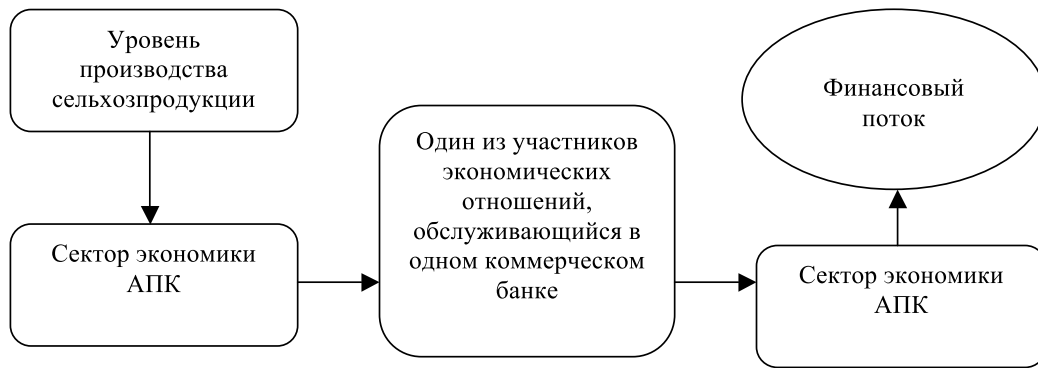 Уровень
производства
сельхозпродукции
Сектор экономики
АПК
Один из участников
экономических
отношений,
обслуживающийся в
одном коммерческом
банке
Сектор экономики
АПК
Финансовый
поток